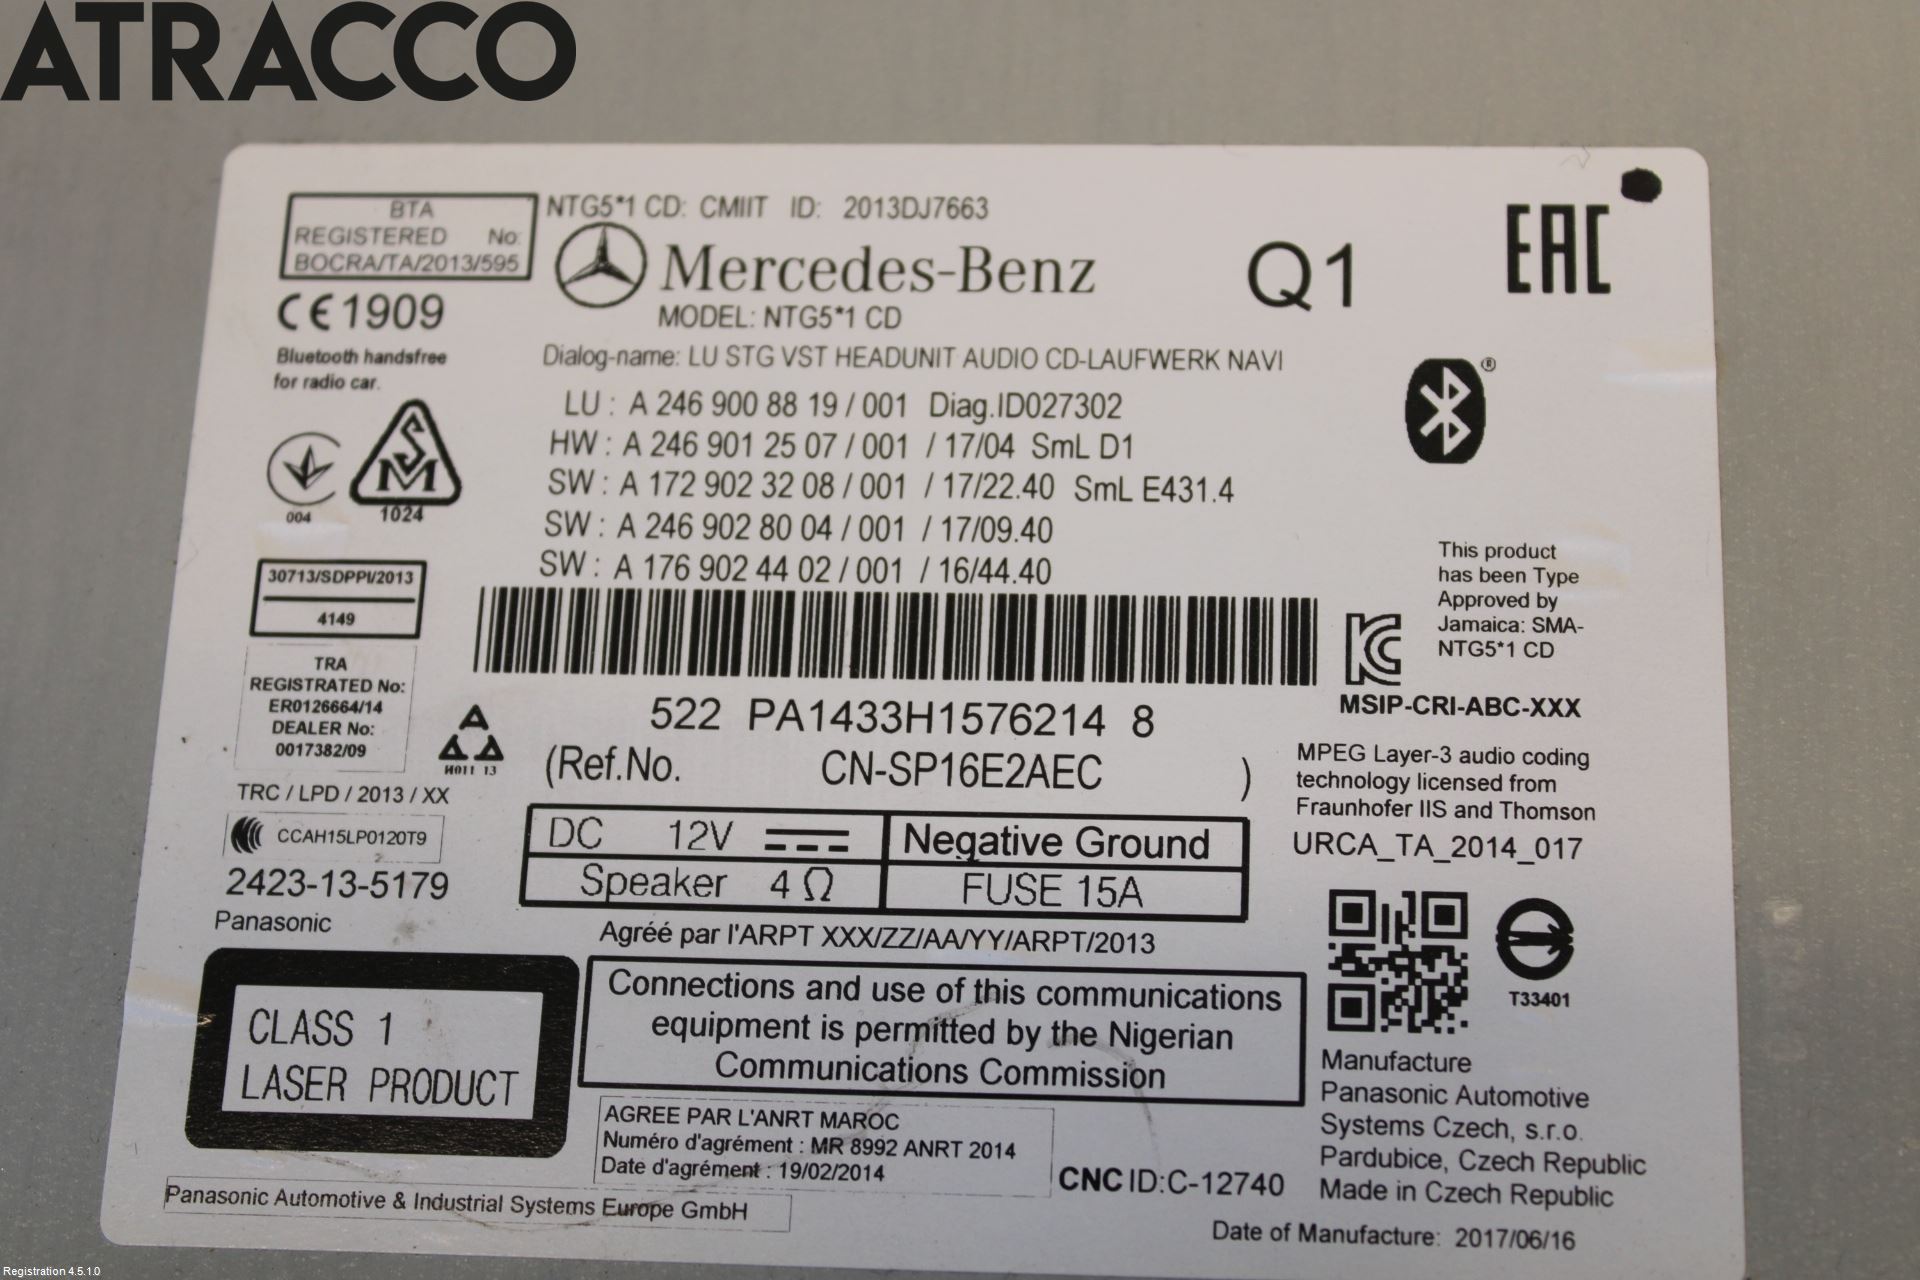 ATRACCO
BTA
REGISTERED No:
BOCRA/TA/2013/595
NTG5*1 CD: CMIIT ID: 2013DJ7663
Mercedes-Benz
MODEL: NTG5*1 CD
Q1
EAC
CE 1909
Bluetooth handsfree
for radio car.
Dialog-name: LU STG VST HEADUNIT AUDIO CD-LAUFWERK NAVI
LU : A 246 900 88 19 / 001 Diag.ID027302
HW : A 246 901 25 07 / 001 / 17/04 SmL D1
SW : A 172 902 32 08 / 001 / 17/22.40 SmL E431.4
SW : A 246 902 80 04 / 001 / 17/09.40
SW : A 176 902 44 02 / 001 / 16/44.40
®
004
SM
1024
30713/SDPPI/2013
4149
TRA
REGISTRATED No:
ER0126664/14
DEALER No:
0017382/09
A
H011 13
TRC / LPD / 2013 / XX
CCAH15LP0120T9
2423-13-5179
Panasonic
522 PA1433H1576214 8
(Ref.No. CN-SP16E2AEC )
DC 12V
Negative Ground
Speaker 4 Ω
FUSE 15A
Agréé par l'ARPT XXX/ZZ/AA/YY/ARPT/2013
Connections and use of this communications
equipment is permitted by the Nigerian
Communications Commission
CLASS 1
LASER PRODUCT
AGREE PAR L'ANRT MAROC
Numéro d'agrément : MR 8992 ANRT 2014
Date d'agrément : 19/02/2014
CNC ID:C-12740
Panasonic Automotive & Industrial Systems Europe GmbH
This product
has been Type
Approved by
Jamaica: SMA-
NTG5*1 CD
KC
MSIP-CRI-ABC-XXX
MPEG Layer-3 audio coding
technology licensed from
Fraunhofer IIS and Thomson
URCA_TA_2014_017
T33401
Manufacture
Panasonic Automotive
Systems Czech, s.r.o.
Pardubice, Czech Republic
Made in Czech Republic
Date of Manufacture: 2017/06/16
Registration 4.5.1.0